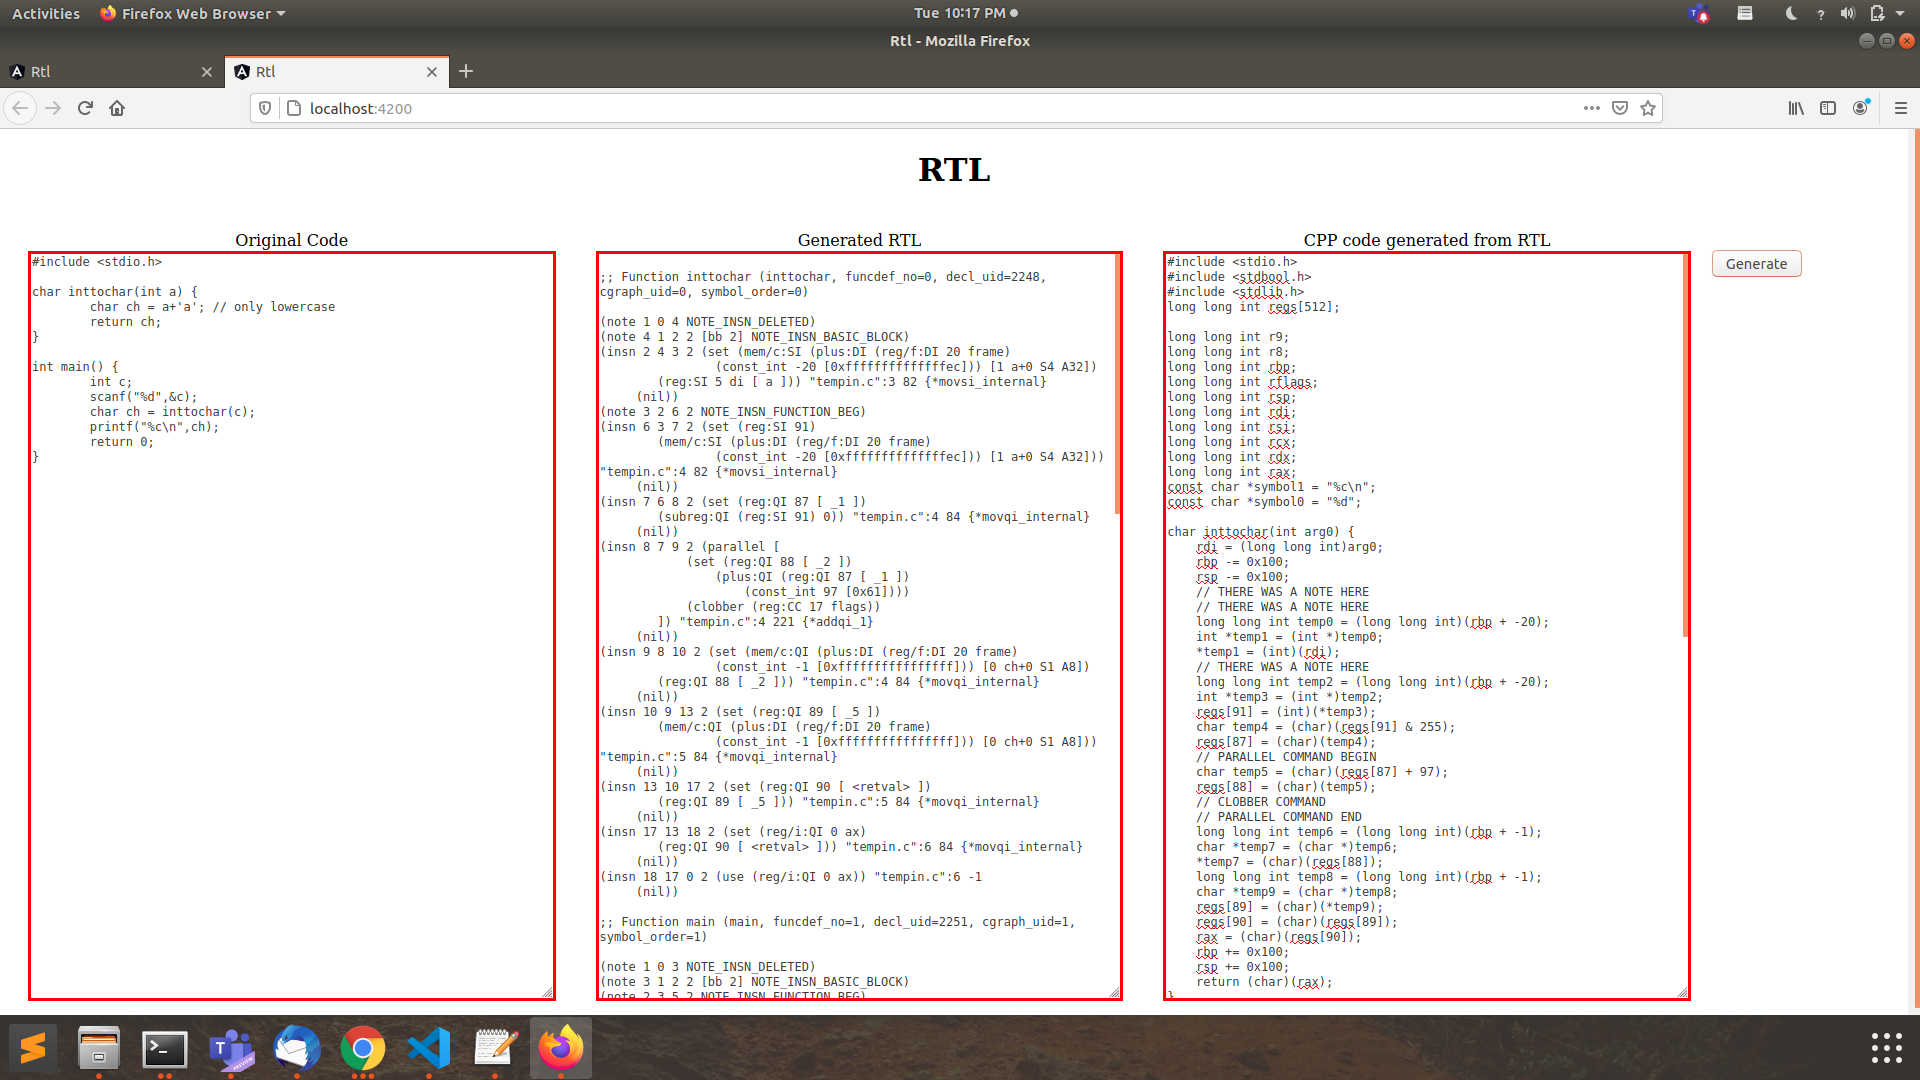 Activities
Firefox Web Browser
Tue 10:17 PM
Rtl - Mozilla Firefox
Rtl
Rtl
localhost:4200
RTL
Original Code
#include <stdio.h>
char inttochar(int a) {
        char ch = a+'a'; // only lowercase
        return ch;
}
int main() {
        int c;
        scanf("%d",&c);
        char ch = inttochar(c);
        printf("%c\n",ch);
        return 0;
}
Generated RTL
;; Function inttochar (inttochar, funcdef_no=0, decl_uid=2248,
cgraph_uid=0, symbol_order=0)
(note 1 0 4 NOTE_INSN_DELETED)
(note 4 1 2 2 [bb 2] NOTE_INSN_BASIC_BLOCK)
(insn 2 4 3 2 (set (mem/c:SI (plus:DI (reg/f:DI 20 frame)
                (const_int -20 [0xffffffffffffffec])) [1 a+0 S4 A32])
        (reg:SI 5 di [ a ])) "tempin.c":3 82 {*movsi_internal}
     (nil))
(note 3 2 6 2 NOTE_INSN_FUNCTION_BEG)
(insn 6 3 7 2 (set (reg:SI 91)
        (mem/c:SI (plus:DI (reg/f:DI 20 frame)
                (const_int -20 [0xffffffffffffffec])) [1 a+0 S4 A32]))
"tempin.c":4 82 {*movsi_internal}
     (nil))
(insn 7 6 8 2 (set (reg:QI 87 [ _1 ])
        (subreg:QI (reg:SI 91) 0)) "tempin.c":4 84 {*movqi_internal}
     (nil))
(insn 8 7 9 2 (parallel [
            (set (reg:QI 88 [ _2 ])
                (plus:QI (reg:QI 87 [ _1 ])
                    (const_int 97 [0x61])))
            (clobber (reg:CC 17 flags))
        ]) "tempin.c":4 221 {*addqi_1}
     (nil))
(insn 9 8 10 2 (set (mem/c:QI (plus:DI (reg/f:DI 20 frame)
                (const_int -1 [0xffffffffffffffff])) [0 ch+0 S1 A8])
        (reg:QI 88 [ _2 ])) "tempin.c":4 84 {*movqi_internal}
     (nil))
(insn 10 9 13 2 (set (reg:QI 89 [ _5 ])
        (mem/c:QI (plus:DI (reg/f:DI 20 frame)
                (const_int -1 [0xffffffffffffffff])) [0 ch+0 S1 A8]))
"tempin.c":5 84 {*movqi_internal}
     (nil))
(insn 13 10 17 2 (set (reg:QI 90 [ <retval> ])
        (reg:QI 89 [ _5 ])) "tempin.c":5 84 {*movqi_internal}
     (nil))
(insn 17 13 18 2 (set (reg/i:QI 0 ax)
        (reg:QI 90 [ <retval> ])) "tempin.c":6 84 {*movqi_internal}
     (nil))
(insn 18 17 0 2 (use (reg/i:QI 0 ax)) "tempin.c":6 -1
     (nil))
;; Function main (main, funcdef_no=1, decl_uid=2251, cgraph_uid=1,
symbol_order=1)
(note 1 0 3 NOTE_INSN_DELETED)
(note 3 1 2 2 [bb 2] NOTE_INSN_BASIC_BLOCK)
(note 2 3 5 2 NOTE_INSN_FUNCTION_BEG)
CPP code generated from RTL
#include <stdio.h>
#include <stdbool.h>
#include <stdlib.h>
long long int regs[512];
long long int r9;
long long int r8;
long long int rbp;
long long int rflags;
long long int rsp;
long long int rdi;
long long int rsi;
long long int rcx;
long long int rdx;
long long int rax;
const char *symbol1 = "%c\n";
const char *symbol0 = "%d";
char inttochar(int arg0) {
    rdi = (long long int)arg0;
    rbp -= 0x100;
    rsp -= 0x100;
    // THERE WAS A NOTE HERE
    // THERE WAS A NOTE HERE
    long long int temp0 = (long long int)(rbp + -20);
    int *temp1 = (int *)temp0;
    *temp1 = (int)(rdi);
    // THERE WAS A NOTE HERE
    long long int temp2 = (long long int)(rbp + -20);
    int *temp3 = (int *)temp2;
    regs[91] = (int)(*temp3);
    char temp4 = (char)(regs[91] & 255);
    regs[87] = (char)(temp4);
    // PARALLEL COMMAND BEGIN
    char temp5 = (char)(regs[87] + 97);
    regs[88] = (char)(temp5);
    // CLOBBER COMMAND
    // PARALLEL COMMAND END
    long long int temp6 = (long long int)(rbp + -1);
    char *temp7 = (char *)temp6;
    *temp7 = (char)(regs[88]);
    long long int temp8 = (long long int)(rbp + -1);
    char *temp9 = (char *)temp8;
    regs[89] = (char)(*temp9);
    regs[90] = (char)(regs[89]);
    rax = (char)(regs[90]);
    rbp += 0x100;
    rsp += 0x100;
    return (char)(rax);
}
Generate